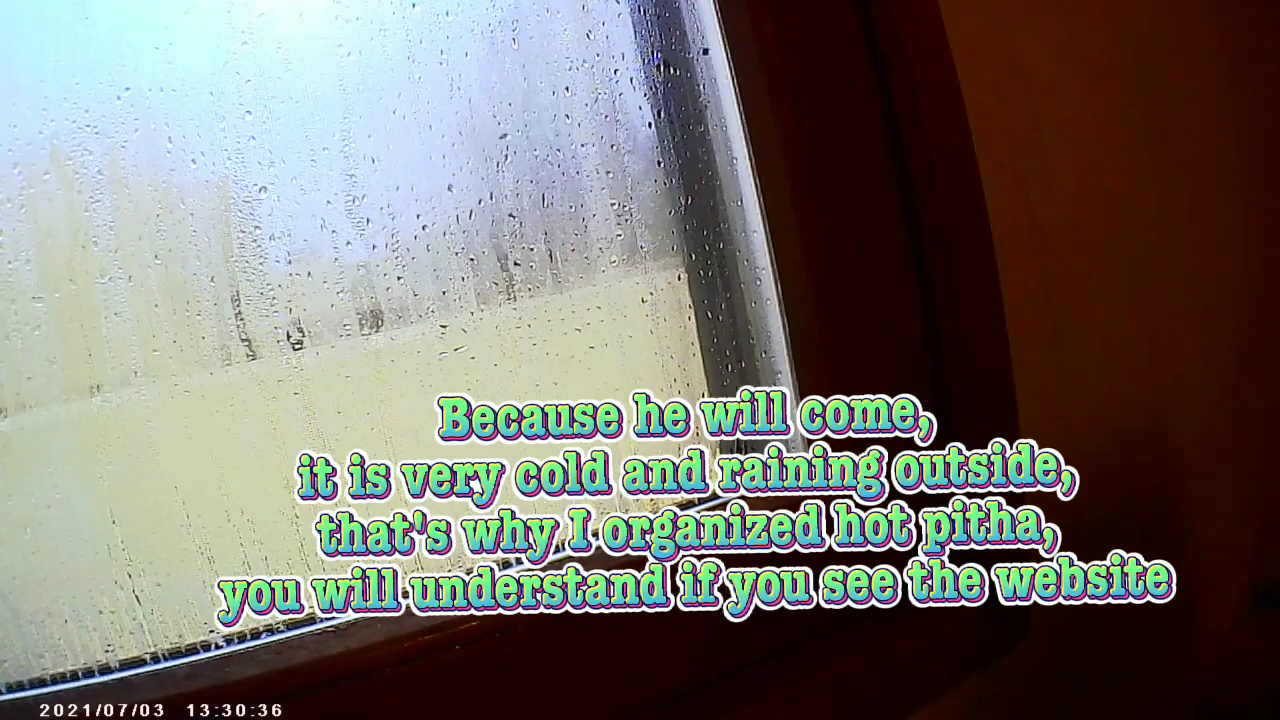 Because he will come,
it is very cold and raining outside,
that's why I organized hot pitha,
you will understand if you see the website
2021/07/03 13:30:36